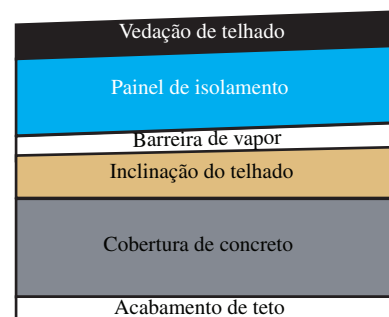 Vedação de telhado
Painel de isolamento
Barreira de vapor
Inclinação do telhado
Cobertura de concreto
Acabamento de teto